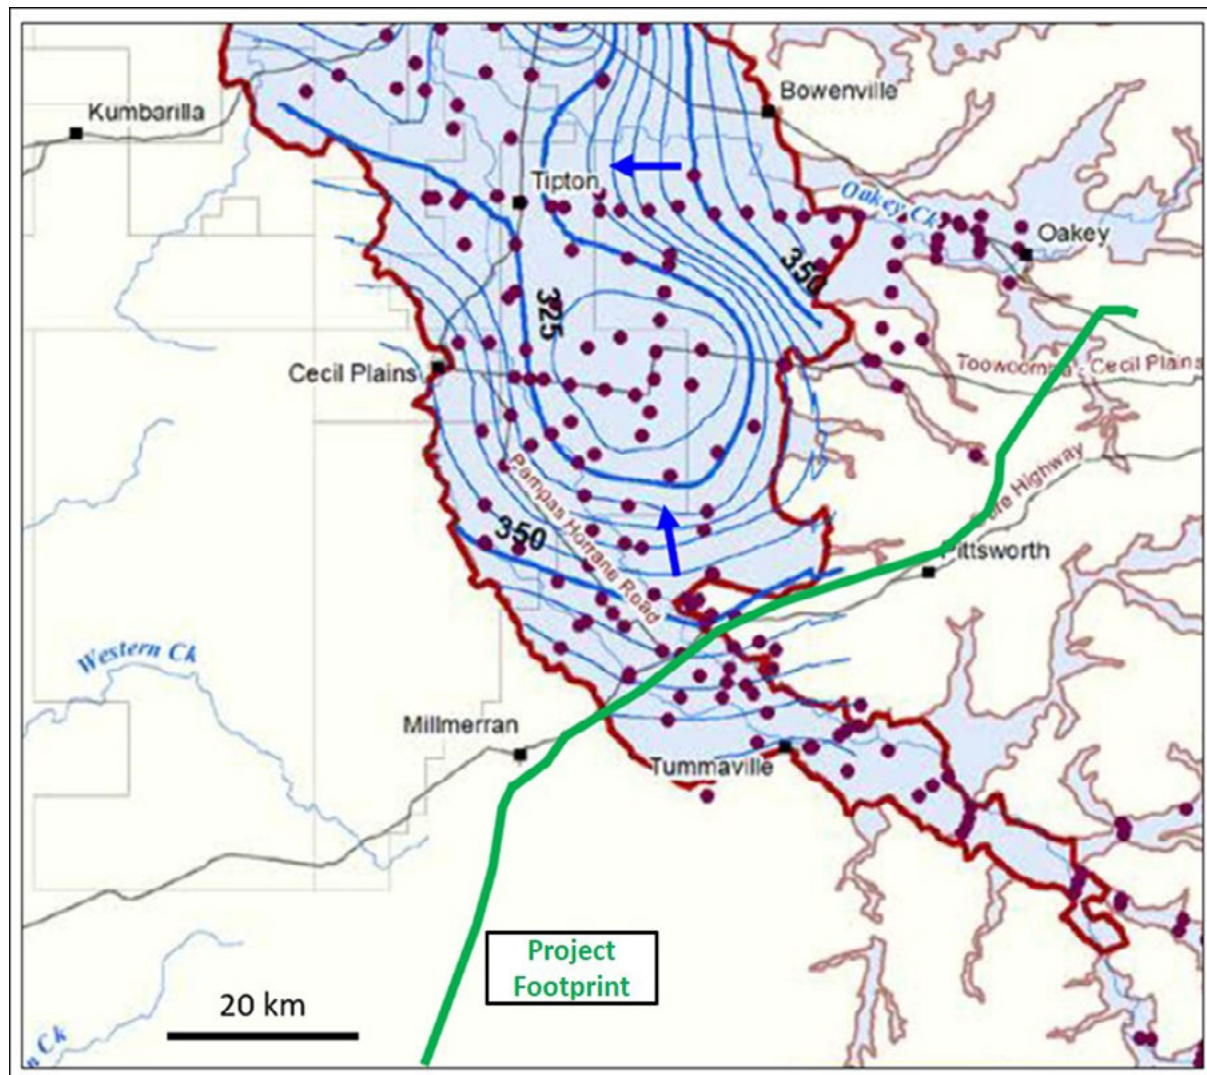 Bowenville
Kumbarilla
Tipton
Oakey Ck
Oakey
350
325
Cecil Plains
Toowoomba - Cecil Plains
Pampas Horrane Road
350
Highway
Pittsworth
Western Ck
Millmerran
Tummaville
Project
Footprint
20 km
Ck